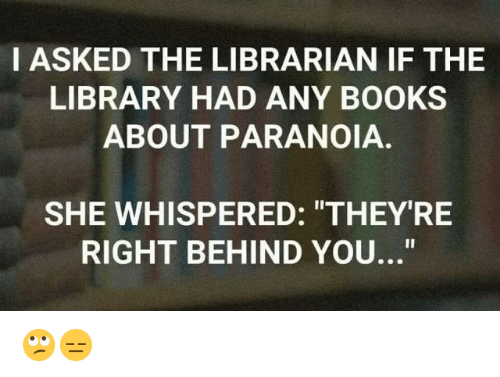 I ASKED THE LIBRARIAN IF THE
LIBRARY HAD ANY BOOKS
ABOUT PARANOIA.
SHE WHISPERED: "THEY'RE
RIGHT BEHIND YOU..."
🙄😑